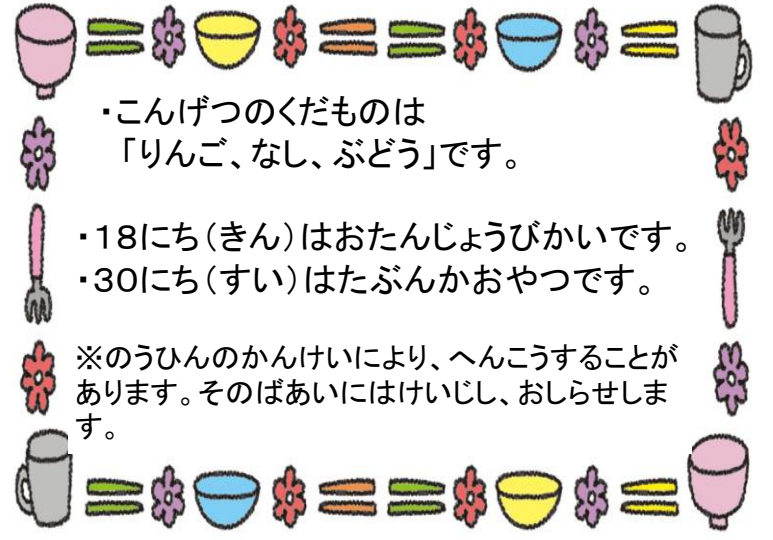 ・こんげつのくだものは
「りんご、なし、ぶどう」です。
・１８にち（きん）はおたんじょうびかいです。
・３０にち（すい）はたぶんかおやつです。
※のうひんのかんけいにより、へんこうすることが
あります。そのばあいにはけいじし、おしらせしま
す。